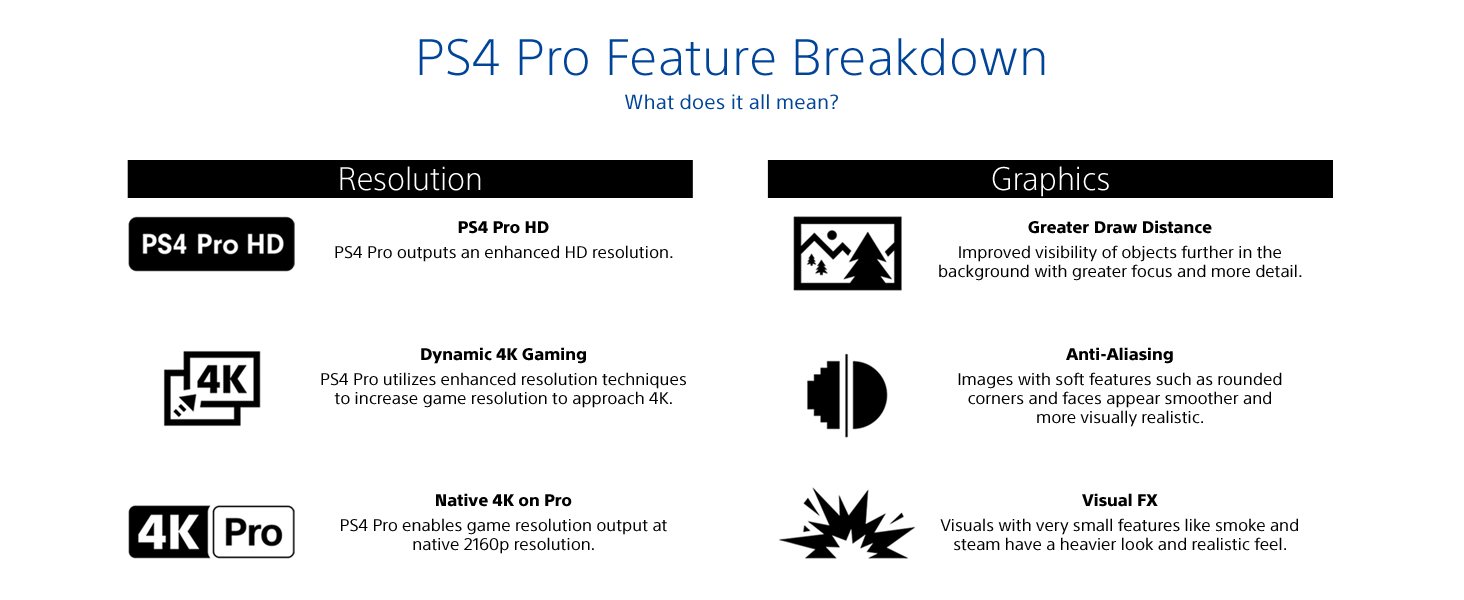 PS4 Pro Feature Breakdown
What does it all mean?
Resolution
PS4 Pro HD
PS4 Pro HD
PS4 Pro outputs an enhanced HD resolution.
4K
Dynamic 4K Gaming
PS4 Pro utilizes enhanced resolution techniques
to increase game resolution to approach 4K.
4K Pro
Native 4K on Pro
PS4 Pro enables game resolution output at
native 2160p resolution.
Graphics
Greater Draw Distance
Improved visibility of objects further in the
background with greater focus and more detail.
Anti-Aliasing
Images with soft features such as rounded
corners and faces appear smoother and
more visually realistic.
Visual FX
Visuals with very small features like smoke and
steam have a heavier look and realistic feel.